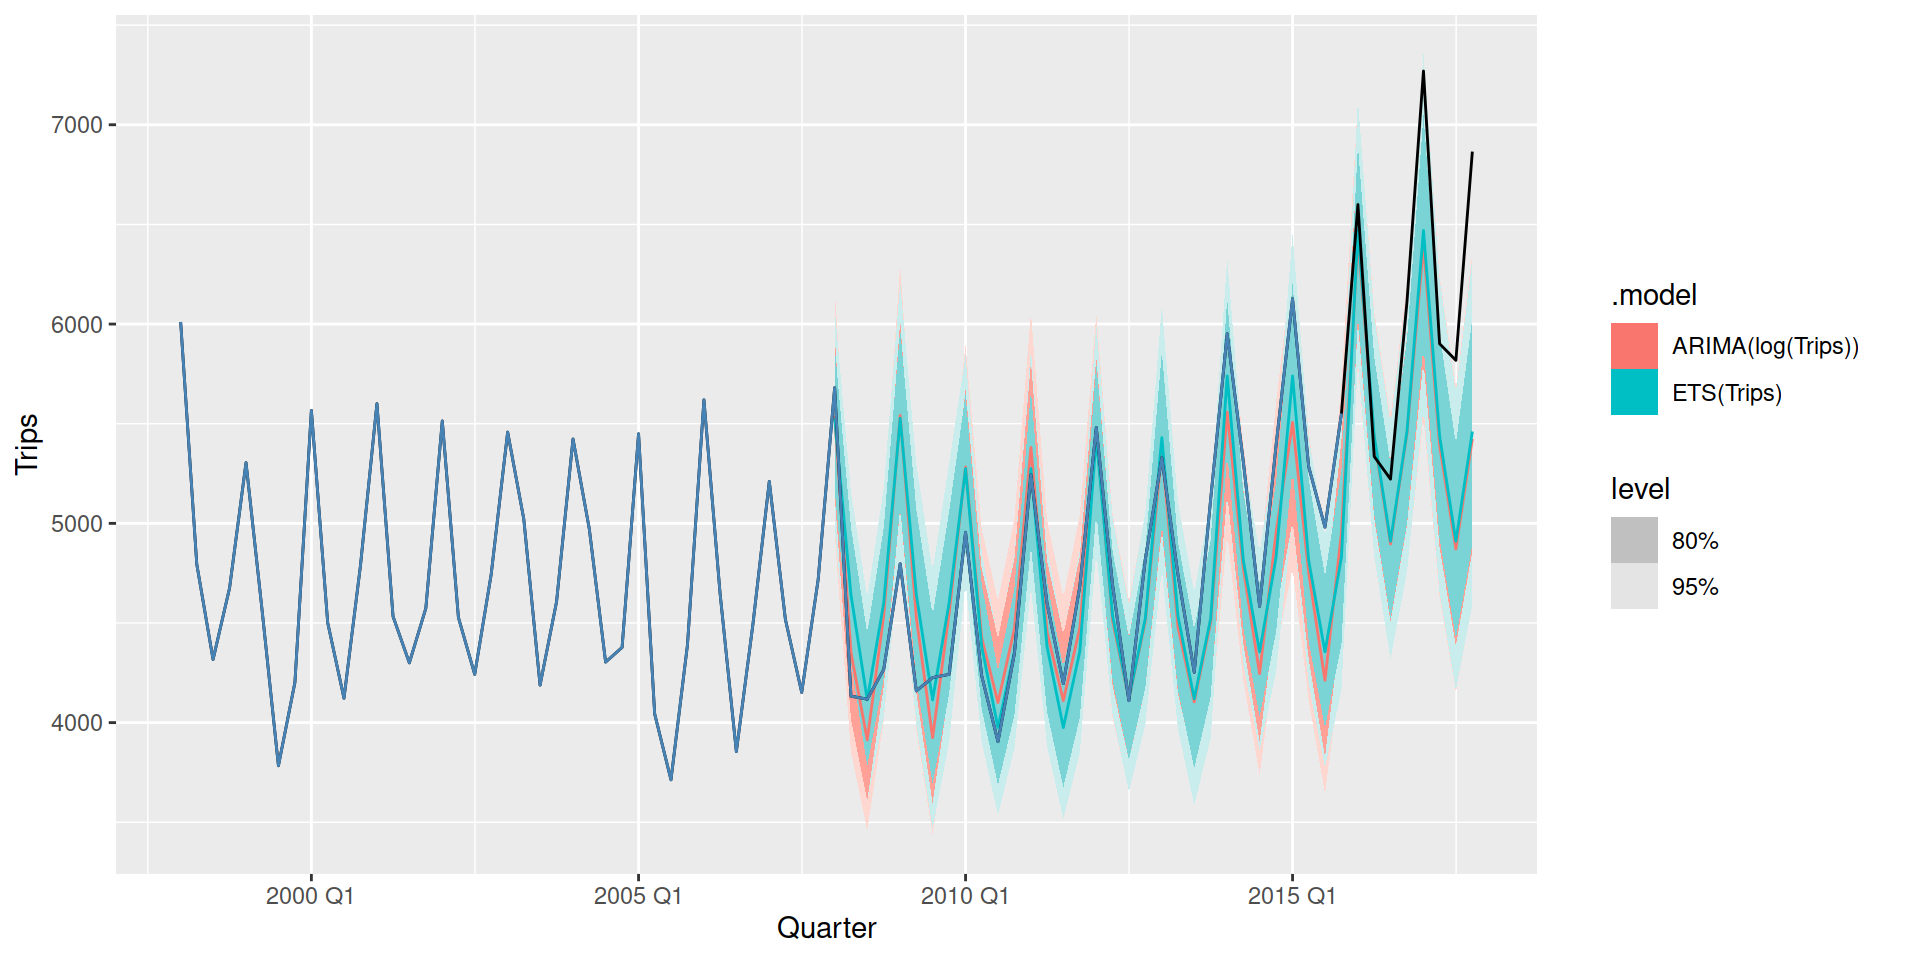 7000
6000
5000
4000
Trips
2000 Q1
2005 Q1
2010 Q1
2015 Q1
Quarter
.model
ARIMA(log(Trips))
ETS(Trips)
level
80%
95%